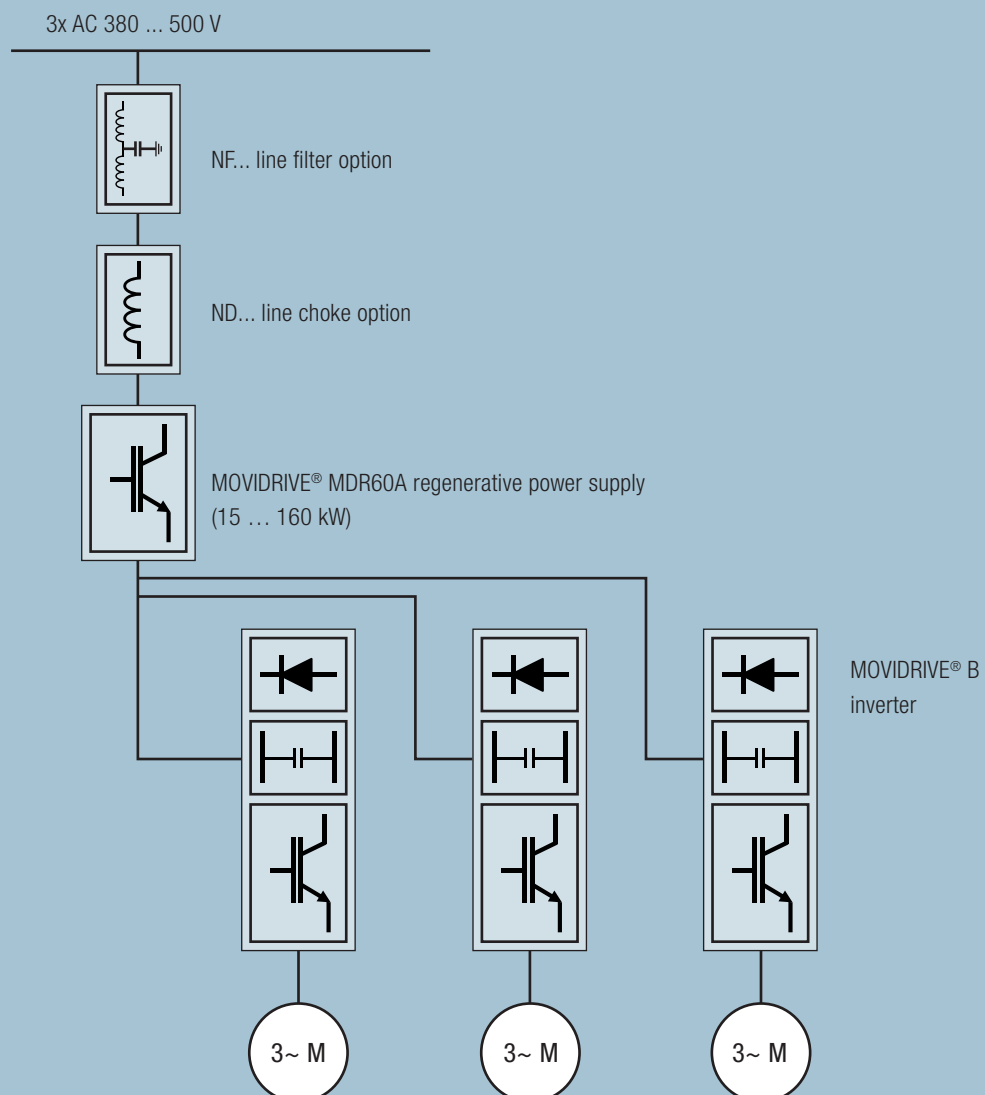 3x AC 380 ... 500 V
NF... line filter option
ND... line choke option
MOVIDRIVE® MDR60A regenerative power supply
(15 … 160 kW)
MOVIDRIVE® B
inverter
3~ M
3~ M
3~ M